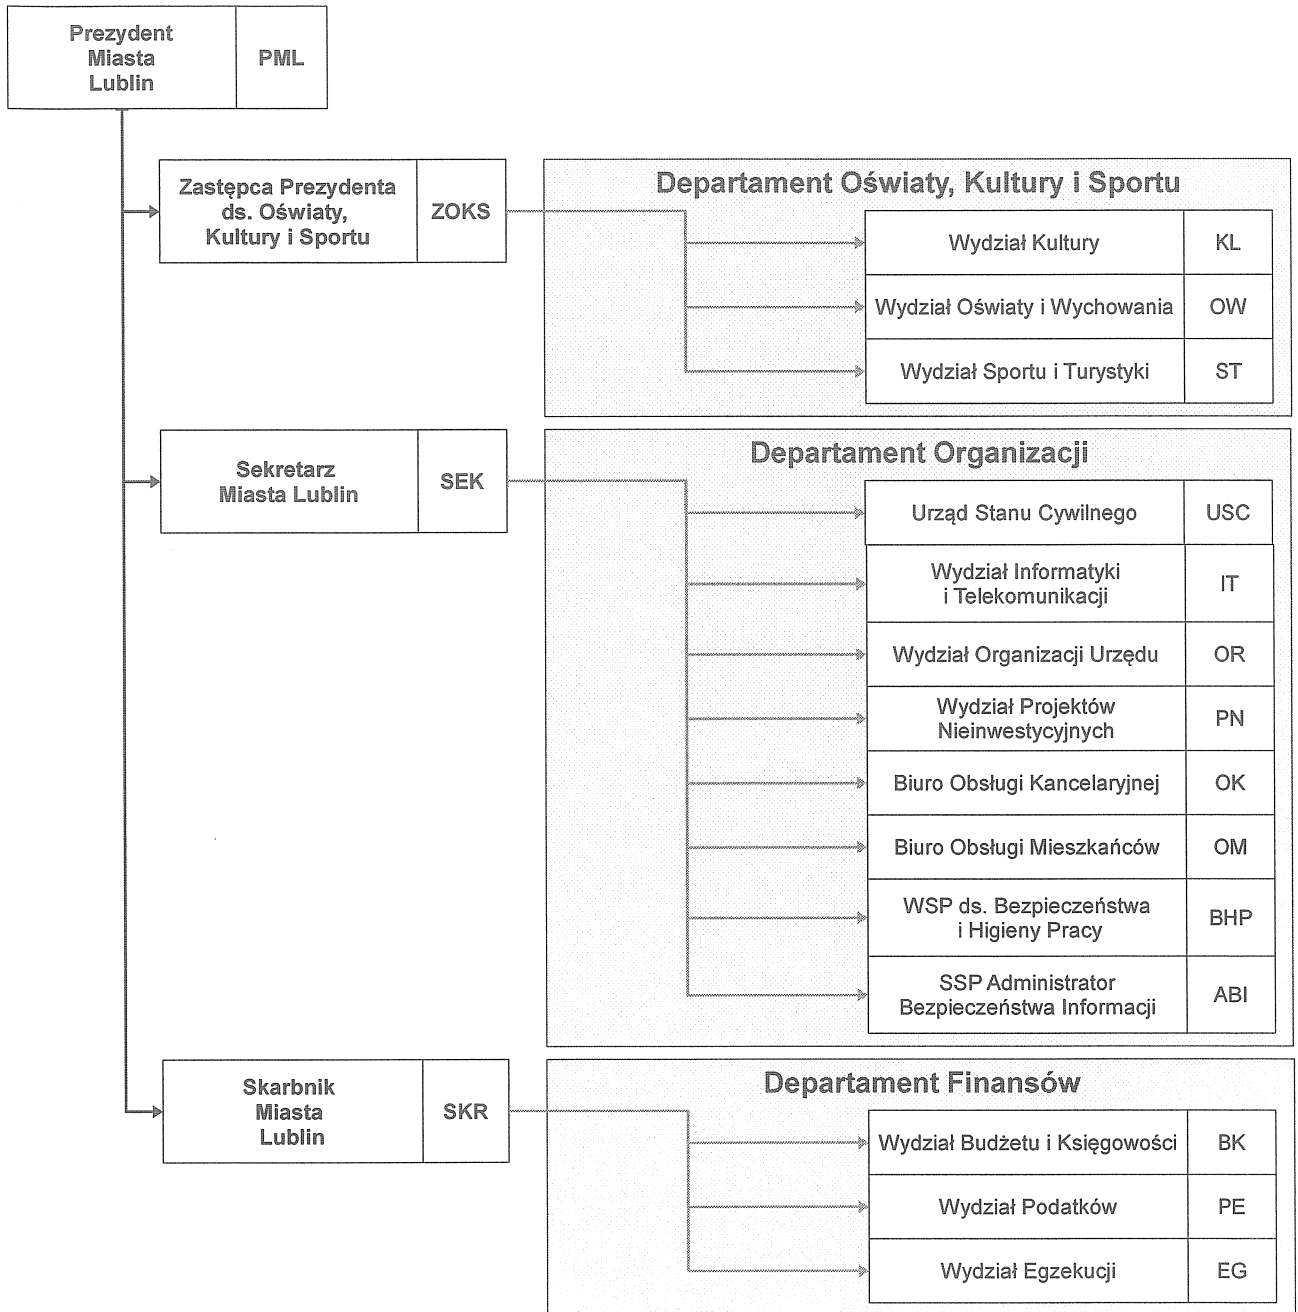 Prezydent
Miasta
Lublin
PML
Zastępca Prezydenta
ds. Oświaty,
Kultury i Sportu
ZOKS
Departament Oświaty, Kultury i Sportu
Wydział Kultury
KL
Wydział Oświaty i Wychowania
OW
Wydział Sportu i Turystyki
ST
Sekretarz
Miasta Lublin
SEK
Departament Organizacji
Urząd Stanu Cywilnego
USC
Wydział Informatyki
i Telekomunikacji
IT
Wydział Organizacji Urzędu
OR
Wydział Projektów
Nieinwestycyjnych
PN
Biuro Obsługi Kancelaryjnej
OK
Biuro Obsługi Mieszkańców
OM
WSP ds. Bezpieczeństwa
i Higieny Pracy
BHP
SSP Administrator
Bezpieczeństwa Informacji
ABI
Skarbnik
Miasta
Lublin
SKR
Departament Finansów
Wydział Budżetu i Księgowości
BK
Wydział Podatków
PE
Wydział Egzekucji
EG